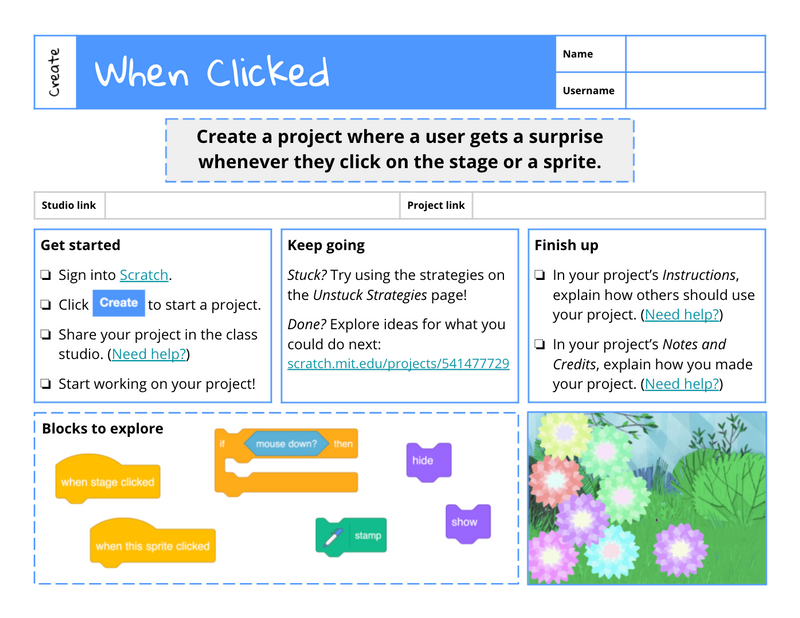 Create
When Clicked
Name
Username
Create a project where a user gets a surprise
whenever they click on the stage or a sprite.
Studio link
Project link
Get started
❏ Sign into Scratch.
❏ Click Create to start a project.
❏ Share your project in the class
studio. (Need help?)
❏ Start working on your project!
Keep going
Stuck? Try using the strategies on
the Unstuck Strategies page!
Done? Explore ideas for what you
could do next:
scratch.mit.edu/projects/541477729
Finish up
❏ In your project’s Instructions,
explain how others should use
your project. (Need help?)
❏ In your project’s Notes and
Credits, explain how you made
your project. (Need help?)
Blocks to explore
when stage clicked
when this sprite clicked
if mouse down? then
stamp
hide
show